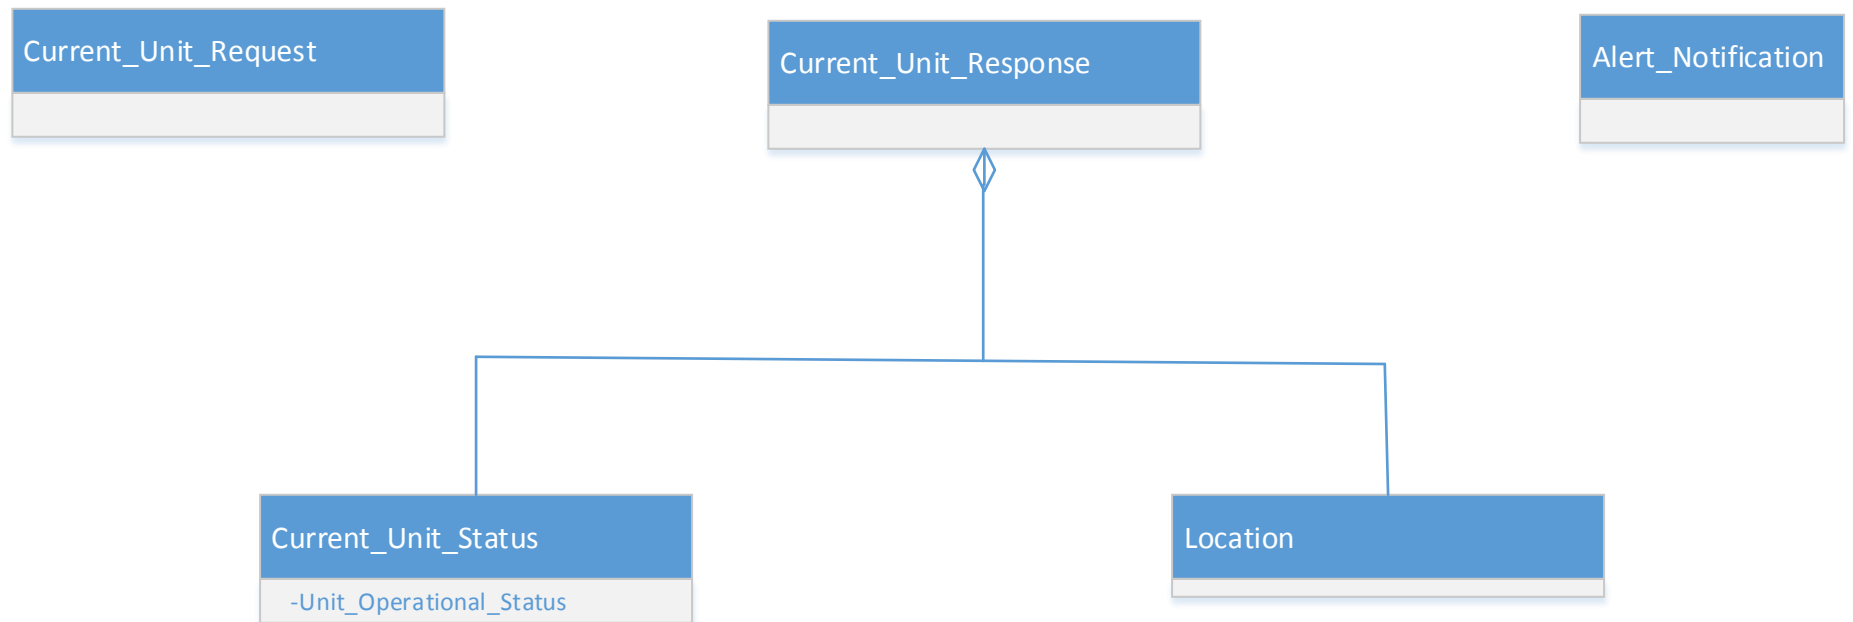 Current_Unit_Request
Current_Unit_Response
Alert_Notification
Current_Unit_Status
-Unit_Operational_Status
Location